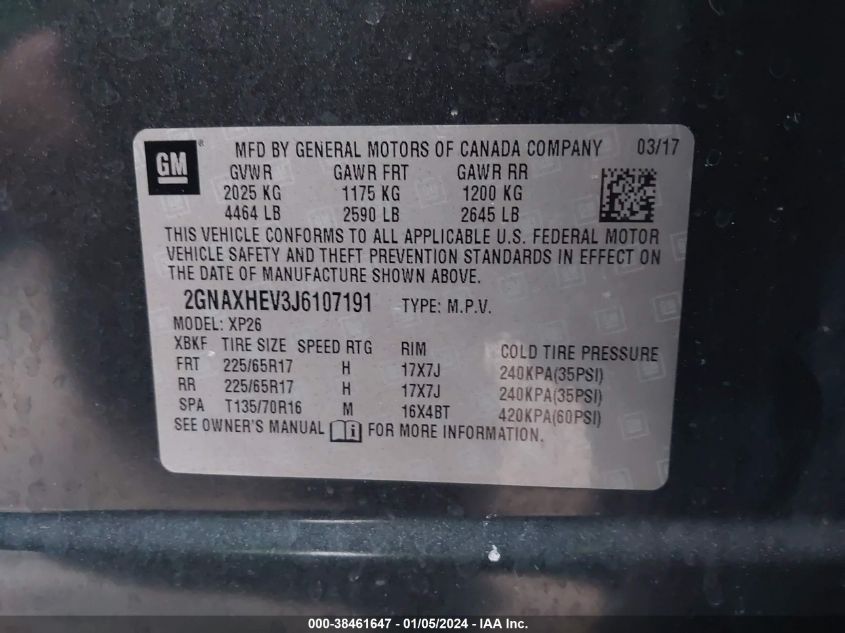 GM ® MFD BY GENERAL MOTORS OF CANADA COMPANY 03/17
GVWR GAWR FRT GAWR RR
2025 KG 1175 KG 1200 KG
4464 LB 2590 LB 2645 LB
THIS VEHICLE CONFORMS TO ALL APPLICABLE U.S. FEDERAL MOTOR
VEHICLE SAFETY AND THEFT PREVENTION STANDARDS IN EFFECT ON
THE DATE OF MANUFACTURE SHOWN ABOVE.
2GNAXHEV3J6107191 TYPE: M.P.V.
MODEL: XP26
XBKF TIRE SIZE SPEED RTG RIM COLD TIRE PRESSURE
FRT 225/65R17 H 17X7J 240KPA(35PSI)
RR 225/65R17 H 17X7J 240KPA(35PSI)
SPA T135/70R16 M 16X4BT 420KPA(60PSI)
SEE OWNER'S MANUAL i FOR MORE INFORMATION.
000-38461647 - 01/05/2024 - IAA Inc.